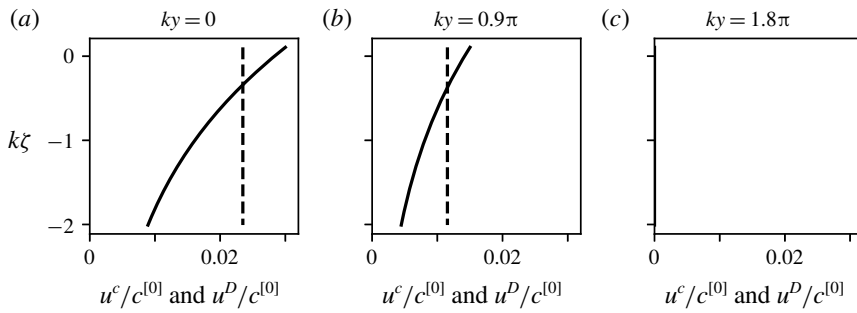 (a) ky = 0 (b) ky = 0.9π (c) ky = 1.8π
0
kζ −1
−2
0 0.02 0 0.02 0 0.02
u^c/c^[0] and u^D/c^[0] u^c/c^[0] and u^D/c^[0] u^c/c^[0] and u^D/c^[0]